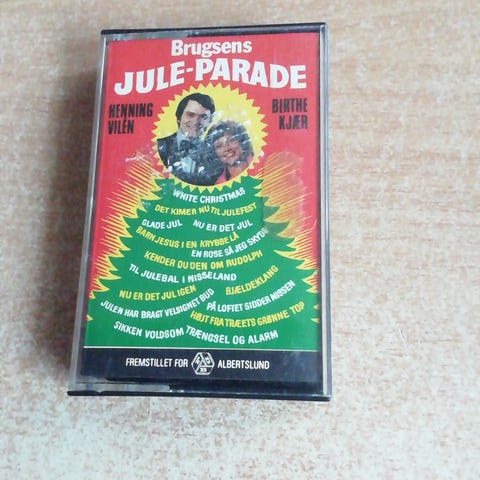 Brugsens
JULE-PARADE
HENNING
VILÉN
BIRTHE
KJÆR
WHITE CHRISTMAS
DET KIMER NU TIL JULEFEST
GLADE JUL
NU ER DET JUL
BARNJESUS I EN KRYBBE LÅ
EN ROSE SÅ JEG SKYDE
KENDER DU DEN OM RUDOLPH
TIL JULEBAL I NISSELAND
BJÆLDEKLANG
NU ER DET JUL IGEN
JULEN HAR BRAGT VELSIGNET BUD
PÅ LOFTET SIDDER NISSEN
HØJT FRA TRÆETS GRØNNE TOP
SIKKEN VOLDSOM TRÆNGSEL OG ALARM
FREMSTILLET FOR
ALBERTSLUND